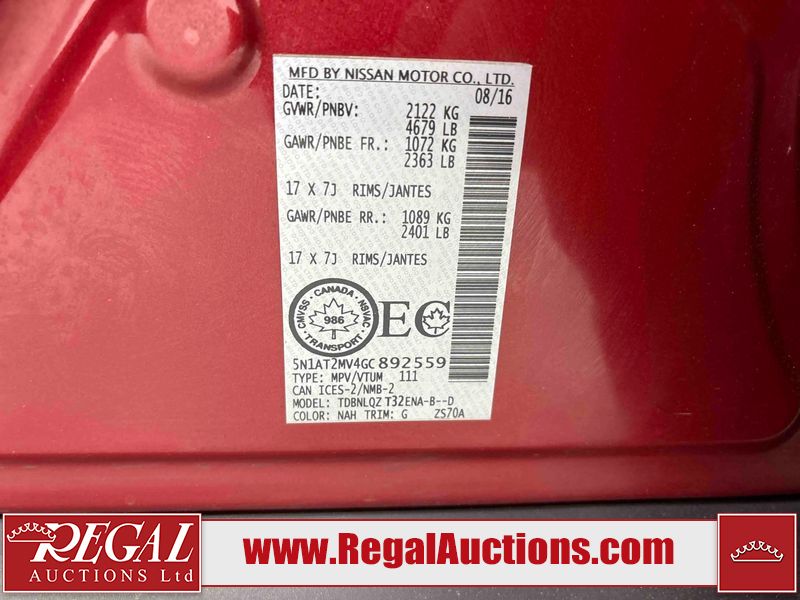 MFD BY NISSAN MOTOR CO., LTD.
DATE: 08/16
GVWR/PNBV: 2122 KG
4679 LB
GAWR/PNBE FR.: 1072 KG
2363 LB
17 X 7J RIMS/JANTES
GAWR/PNBE RR.: 1089 KG
2401 LB
17 X 7J RIMS/JANTES
CMVSS · CANADA · NSVAC · TRANSPORT ·
986
EC
5N1AT2MV4GC892559
TYPE: MPV/VTUM 111
CAN ICES-2/NMB-2
MODEL: TDBNLQZ T32ENA-B--D
COLOR: NAH TRIM: G ZS70A
REGAL
AUCTIONS Ltd
www.RegalAuctions.com